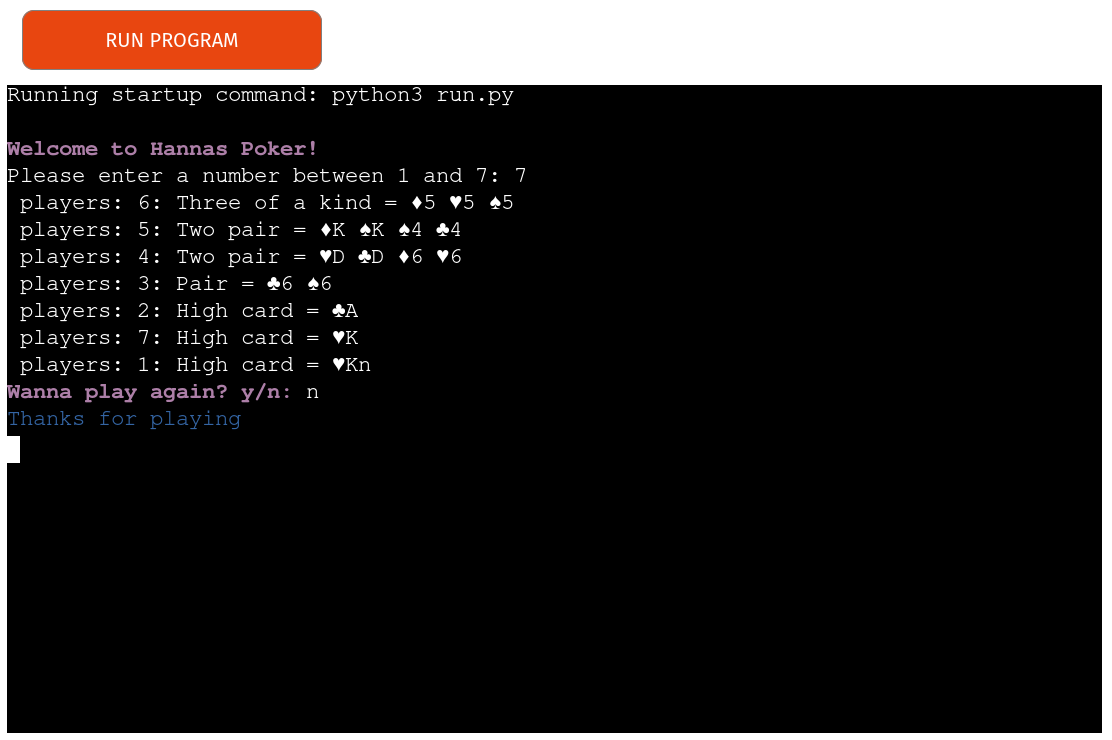 RUN PROGRAM
Running startup command: python3 run.py
Welcome to Hannas Poker!
Please enter a number between 1 and 7: 7
players: 6: Three of a kind = ♦5 ♥5 ♠5
players: 5: Two pair = ♦K ♠K ♠4 ♣4
players: 4: Two pair = ♥D ♣D ♦6 ♥6
players: 3: Pair = ♣6 ♠6
players: 2: High card = ♣A
players: 7: High card = ♥K
players: 1: High card = ♥Kn
Wanna play again? y/n: n
Thanks for playing